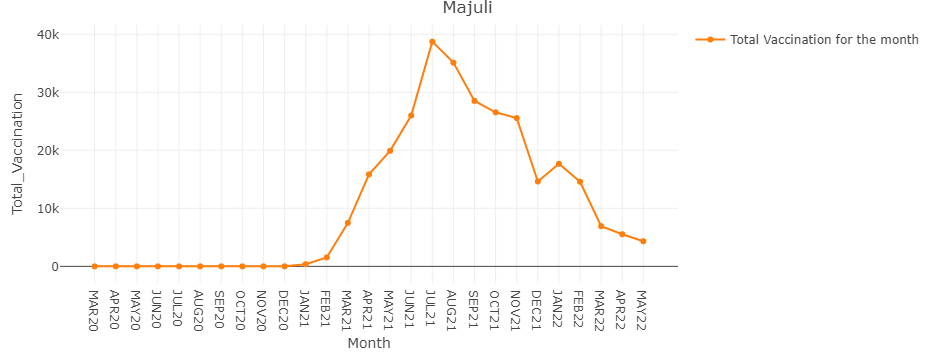 Majuli
Total Vaccination for the month
Total_Vaccination
40k
30k
20k
10k
0
MAR20
APR20
MAY20
JUN20
JUL20
AUG20
SEP20
OCT20
NOV20
DEC20
JAN21
FEB21
MAR21
APR21
MAY21
JUN21
JUL21
AUG21
SEP21
OCT21
NOV21
DEC21
JAN22
FEB22
MAR22
APR22
MAY22
Month